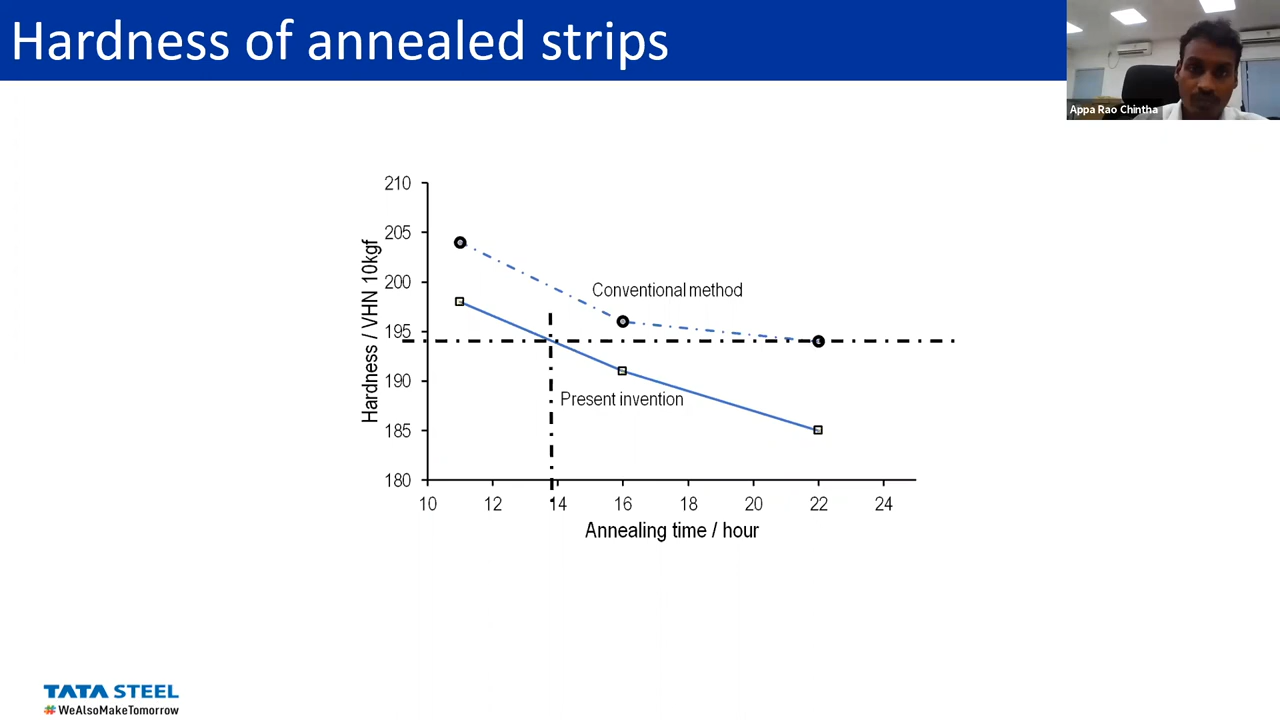 Hardness of annealed strips
Appa Rao Chintha
210
205
200
195
190
185
180
Hardness / VHN 10kgf
Conventional method
Present invention
10 12 14 16 18 20 22 24
Annealing time / hour
TATA STEEL
#WeAlsoMakeTomorrow